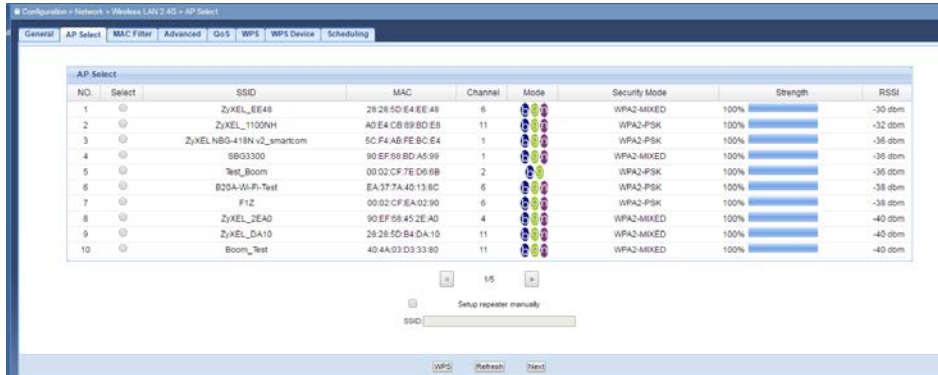 Configuration > Network > Wireless LAN 2.4G > AP Select
General AP Select MAC Filter Advanced QoS WPS WPS Device Scheduling
AP Select
NO. Select SSID MAC Channel Mode Security Mode Strength RSSI
1 ZyXEL_EE48 28:28:5D:E4:EE:48 6 b g n WPA2-MIXED 100% -30 dbm
2 ZyXEL_1100NH A0:E4:CB:89:BD:E8 11 b g n WPA2-PSK 100% -32 dbm
3 ZyXEL NBG-418N v2_smartcom 5C:F4:AB:FE:BC:E4 1 b g n WPA2-PSK 100% -36 dbm
4 SBG3300 90:EF:68:BD:A5:99 1 b g n WPA2-MIXED 100% -36 dbm
5 Test_Boom 00:02:CF:7E:D6:6B 2 b g WPA2-PSK 100% -36 dbm
6 B20A-Wi-Fi-Test EA:37:7A:40:13:8C 6 b g n WPA2-PSK 100% -38 dbm
7 F1Z 00:02:CF:EA:02:90 6 b g n WPA2-PSK 100% -38 dbm
8 ZyXEL_2EA0 90:EF:68:45:2E:A0 4 b g n WPA2-MIXED 100% -40 dbm
9 ZyXEL_DA10 28:28:5D:B4:DA:10 11 b g n WPA2-MIXED 100% -40 dbm
10 Boom_Test 40:4A:03:D3:33:80 11 b g n WPA2-MIXED 100% -40 dbm
« 1/5 »
Setup repeater manually
SSID:
WPS Refresh Next